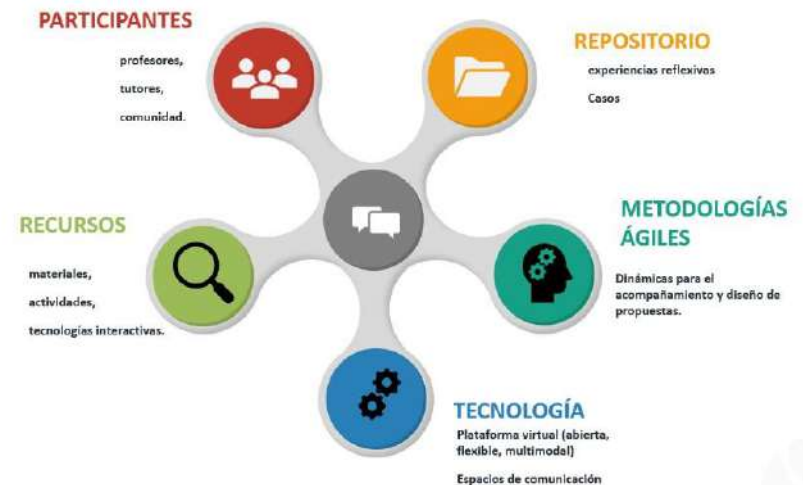 PARTICIPANTES
profesores,
tutores,
comunidad.
REPOSITORIO
experiencias reflexivas
Casos
RECURSOS
materiales,
actividades,
tecnologías interactivas.
METODOLOGÍAS
ÁGILES
Dinámicas para el
acompañamiento y diseño de
propuestas.
TECNOLOGÍA
Plataforma virtual (abierta,
flexible, multimodal)
Espacios de comunicación